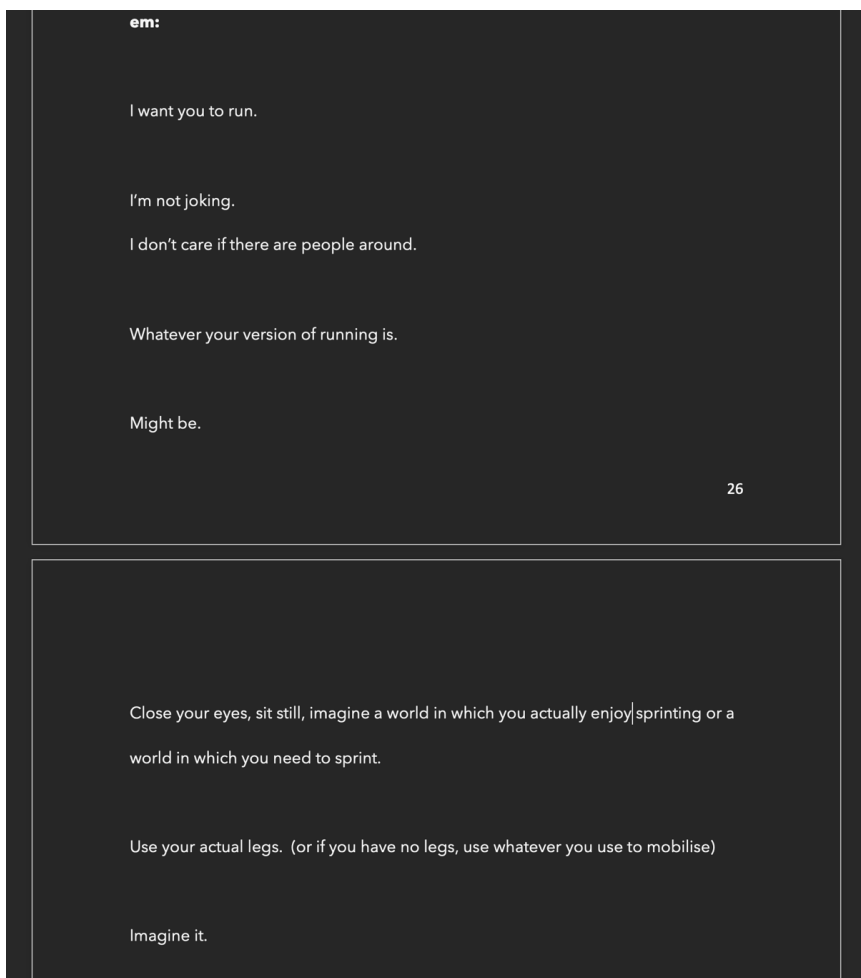 em:
I want you to run.
I’m not joking.
I don’t care if there are people around.
Whatever your version of running is.
Might be.
26
Close your eyes, sit still, imagine a world in which you actually enjoy sprinting or a
world in which you need to sprint.
Use your actual legs.  (or if you have no legs, use whatever you use to mobilise)
Imagine it.